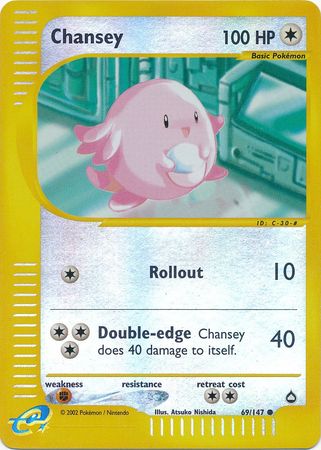 Chansey 100 HP
Basic Pokémon
ID: C-30-#
Rollout 10
Double-edge Chansey 40
does 40 damage to itself.
weakness resistance retreat cost
© 2002 Pokémon / Nintendo Illus. Atsuko Nishida 69/147 ●
e